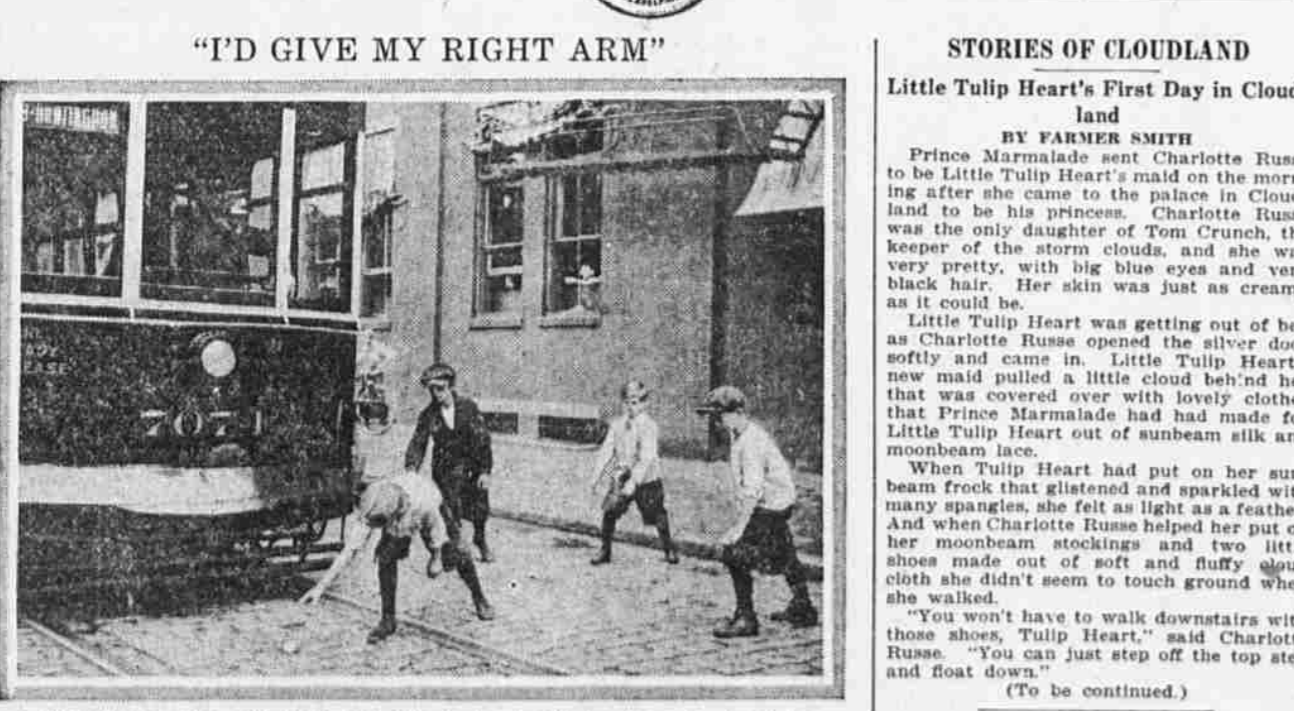 "I'D GIVE MY RIGHT ARM"
7071
STORIES OF CLOUDLAND
Little Tulip Heart's First Day in Cloud
land
BY FARMER SMITH
Prince Marmalade sent Charlotte Russ
to be Little Tulip Heart's maid on the morn
ing after she came to the palace in Cloud
land to be his princess. Charlotte Russ
was the only daughter of Tom Crunch, th
keeper of the storm clouds, and she wa
very pretty, with big blue eyes and ver
black hair. Her skin was just as cream
as it could be.
Little Tulip Heart was getting out of be
as Charlotte Russe opened the silver doo
softly and came in. Little Tulip Heart
new maid pulled a little cloud behind he
that was covered over with lovely clothe
that Prince Marmalade had had made fo
Little Tulip Heart out of sunbeam silk an
moonbeam lace.
When Tulip Heart had put on her sun
beam frock that glistened and sparkled wit
many spangles, she felt as light as a feathe
And when Charlotte Russe helped her put o
her moonbeam stockings and two litt
shoes made out of soft and fluffy clou
cloth she didn't seem to touch ground whe
she walked.
"You won't have to walk downstairs wit
those shoes, Tulip Heart," said Charlott
Russe. "You can just step off the top ste
and float down."
(To be continued.)